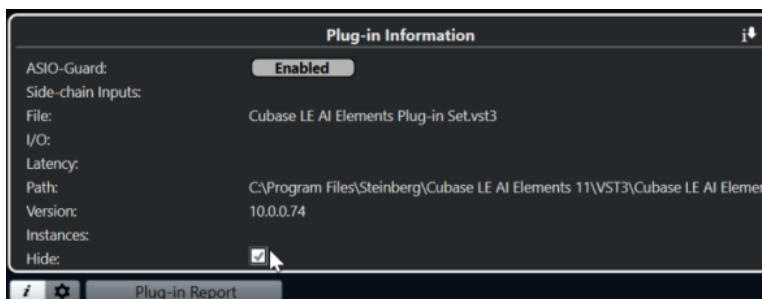 Plug-in Information
ASIO-Guard: Enabled
Side-chain Inputs:
File: Cubase LE AI Elements Plug-in Set.vst3
I/O:
Latency:
Path: C:\Program Files\Steinberg\Cubase LE AI Elements 11\VST3\Cubase LE AI Elemen
Version: 10.0.0.74
Instances:
Hide:
i Plug-in Report